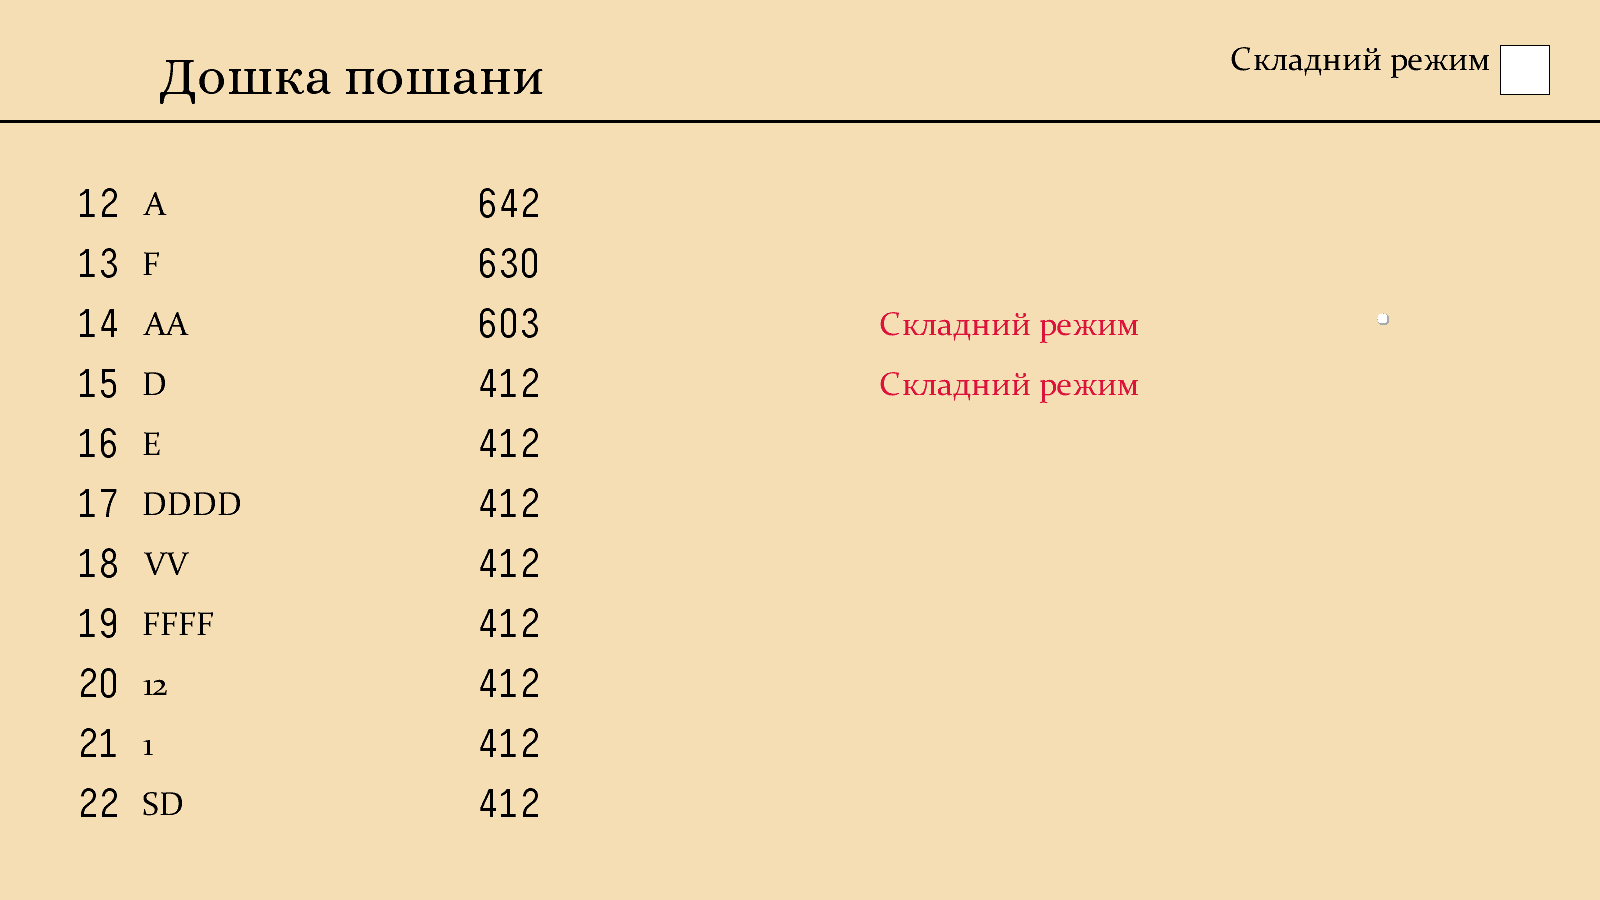 Дошка пошани
Складний режим
12 A 642
13 F 630
14 AA 603 Складний режим
15 D 412 Складний режим
16 E 412
17 DDDD 412
18 VV 412
19 FFFF 412
20 12 412
21 1 412
22 SD 412